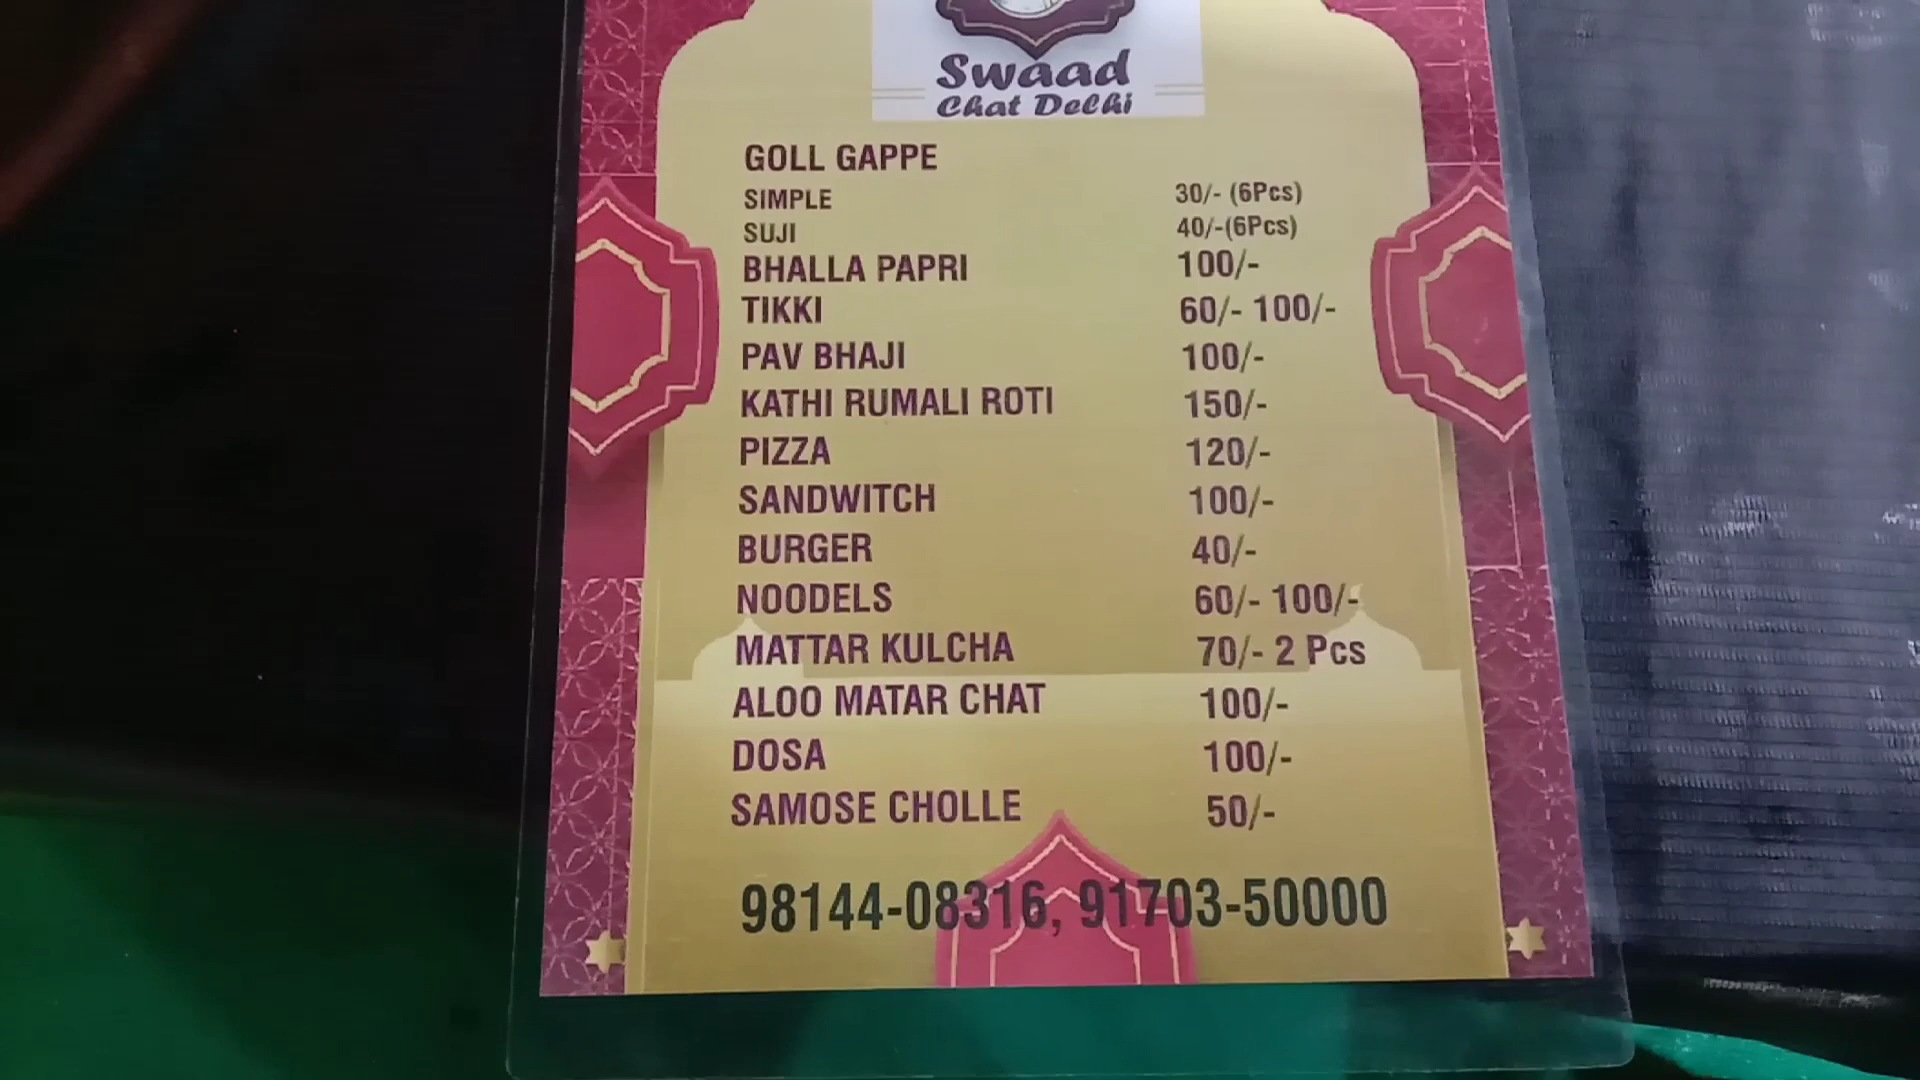 Swaad
Chat Delhi
GOLL GAPPE
SIMPLE 30/- (6Pcs)
SUJI 40/-(6Pcs)
BHALLA PAPRI 100/-
TIKKI 60/- 100/-
PAV BHAJI 100/-
KATHI RUMALI ROTI 150/-
PIZZA 120/-
SANDWITCH 100/-
BURGER 40/-
NOODELS 60/- 100/-
MATTAR KULCHA 70/- 2 Pcs
ALOO MATAR CHAT 100/-
DOSA 100/-
SAMOSE CHOLLE 50/-
98144-08316, 91703-50000